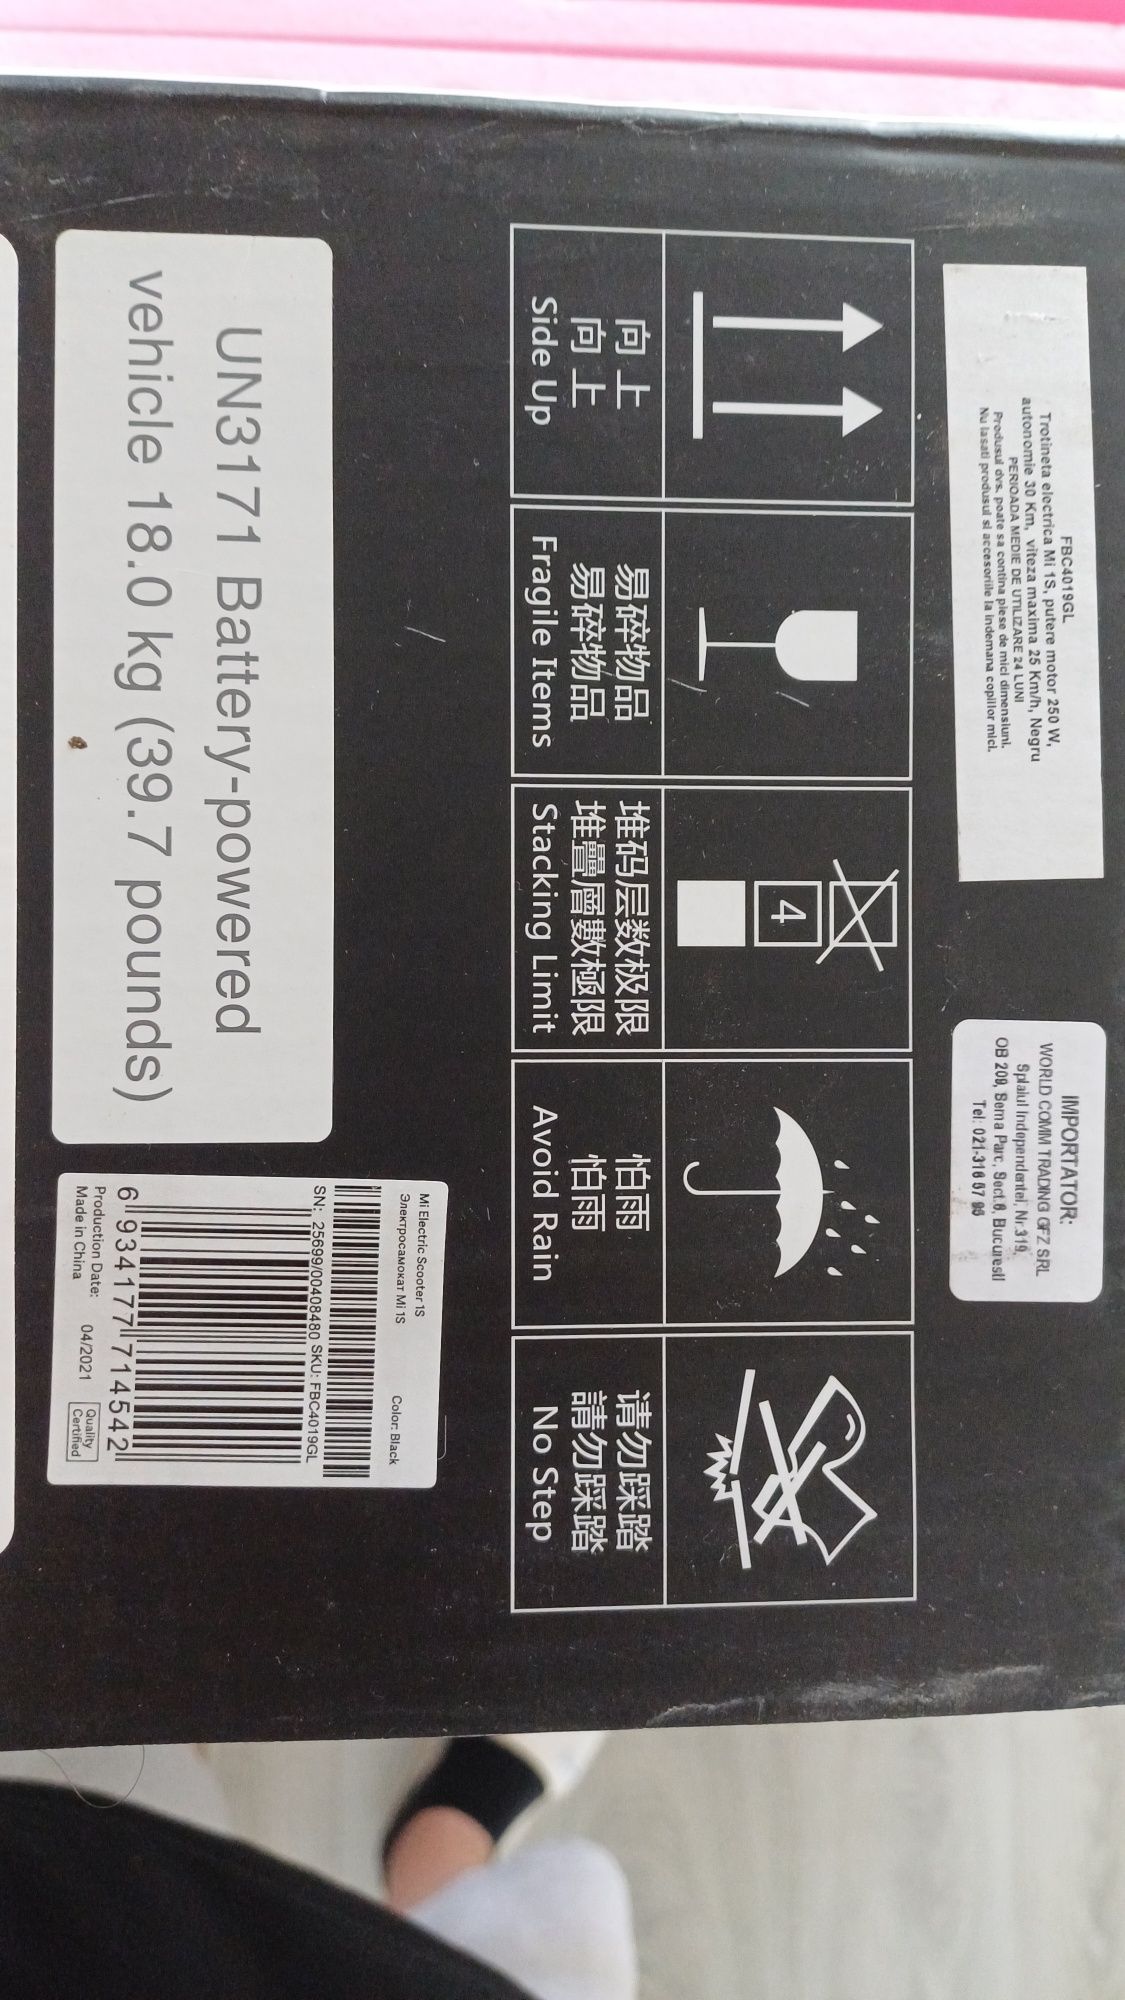 FBC4019GL
Trotineta electrica Mi 1S, putere motor 250 W,
autonomie 30 Km, viteza maxima 25 Km/h, Negru
PERIOADA MEDIE DE UTILIZARE 24 LUNI
Produsul dvs. poate sa contina piese de mici dimensiuni.
Nu lasati produsul si accesoriile la indemana copiilor mici.
IMPORTATOR:
WORLD COMM TRADING GFZ SRL
Splaiul Independentei, Nr.319,
OB 209, Sema Parc, Sect.6, Bucuresti
Tel: 021-316 67 96
向上
向上
Side Up
易碎物品
易碎物品
Fragile Items
4
堆码层数极限
堆疊層數極限
Stacking Limit
怕雨
怕雨
Avoid Rain
请勿踩踏
請勿踩踏
No Step
UN3171 Battery-powered
vehicle 18.0 kg (39.7 pounds)
Mi Electric Scooter 1S
Электросамокат Mi 1S
Color: Black
SN: 25699/00408480 SKU: FBC4019GL
6 934177 714542
Production Date: 04/2021
Made in China
Quality
Certified